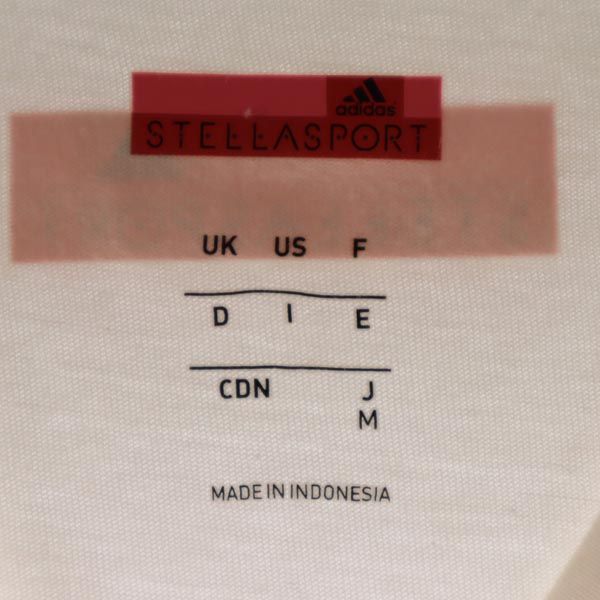 adidas
STELLASPORT
UK US F
D I E
CDN J
M
MADE IN INDONESIA